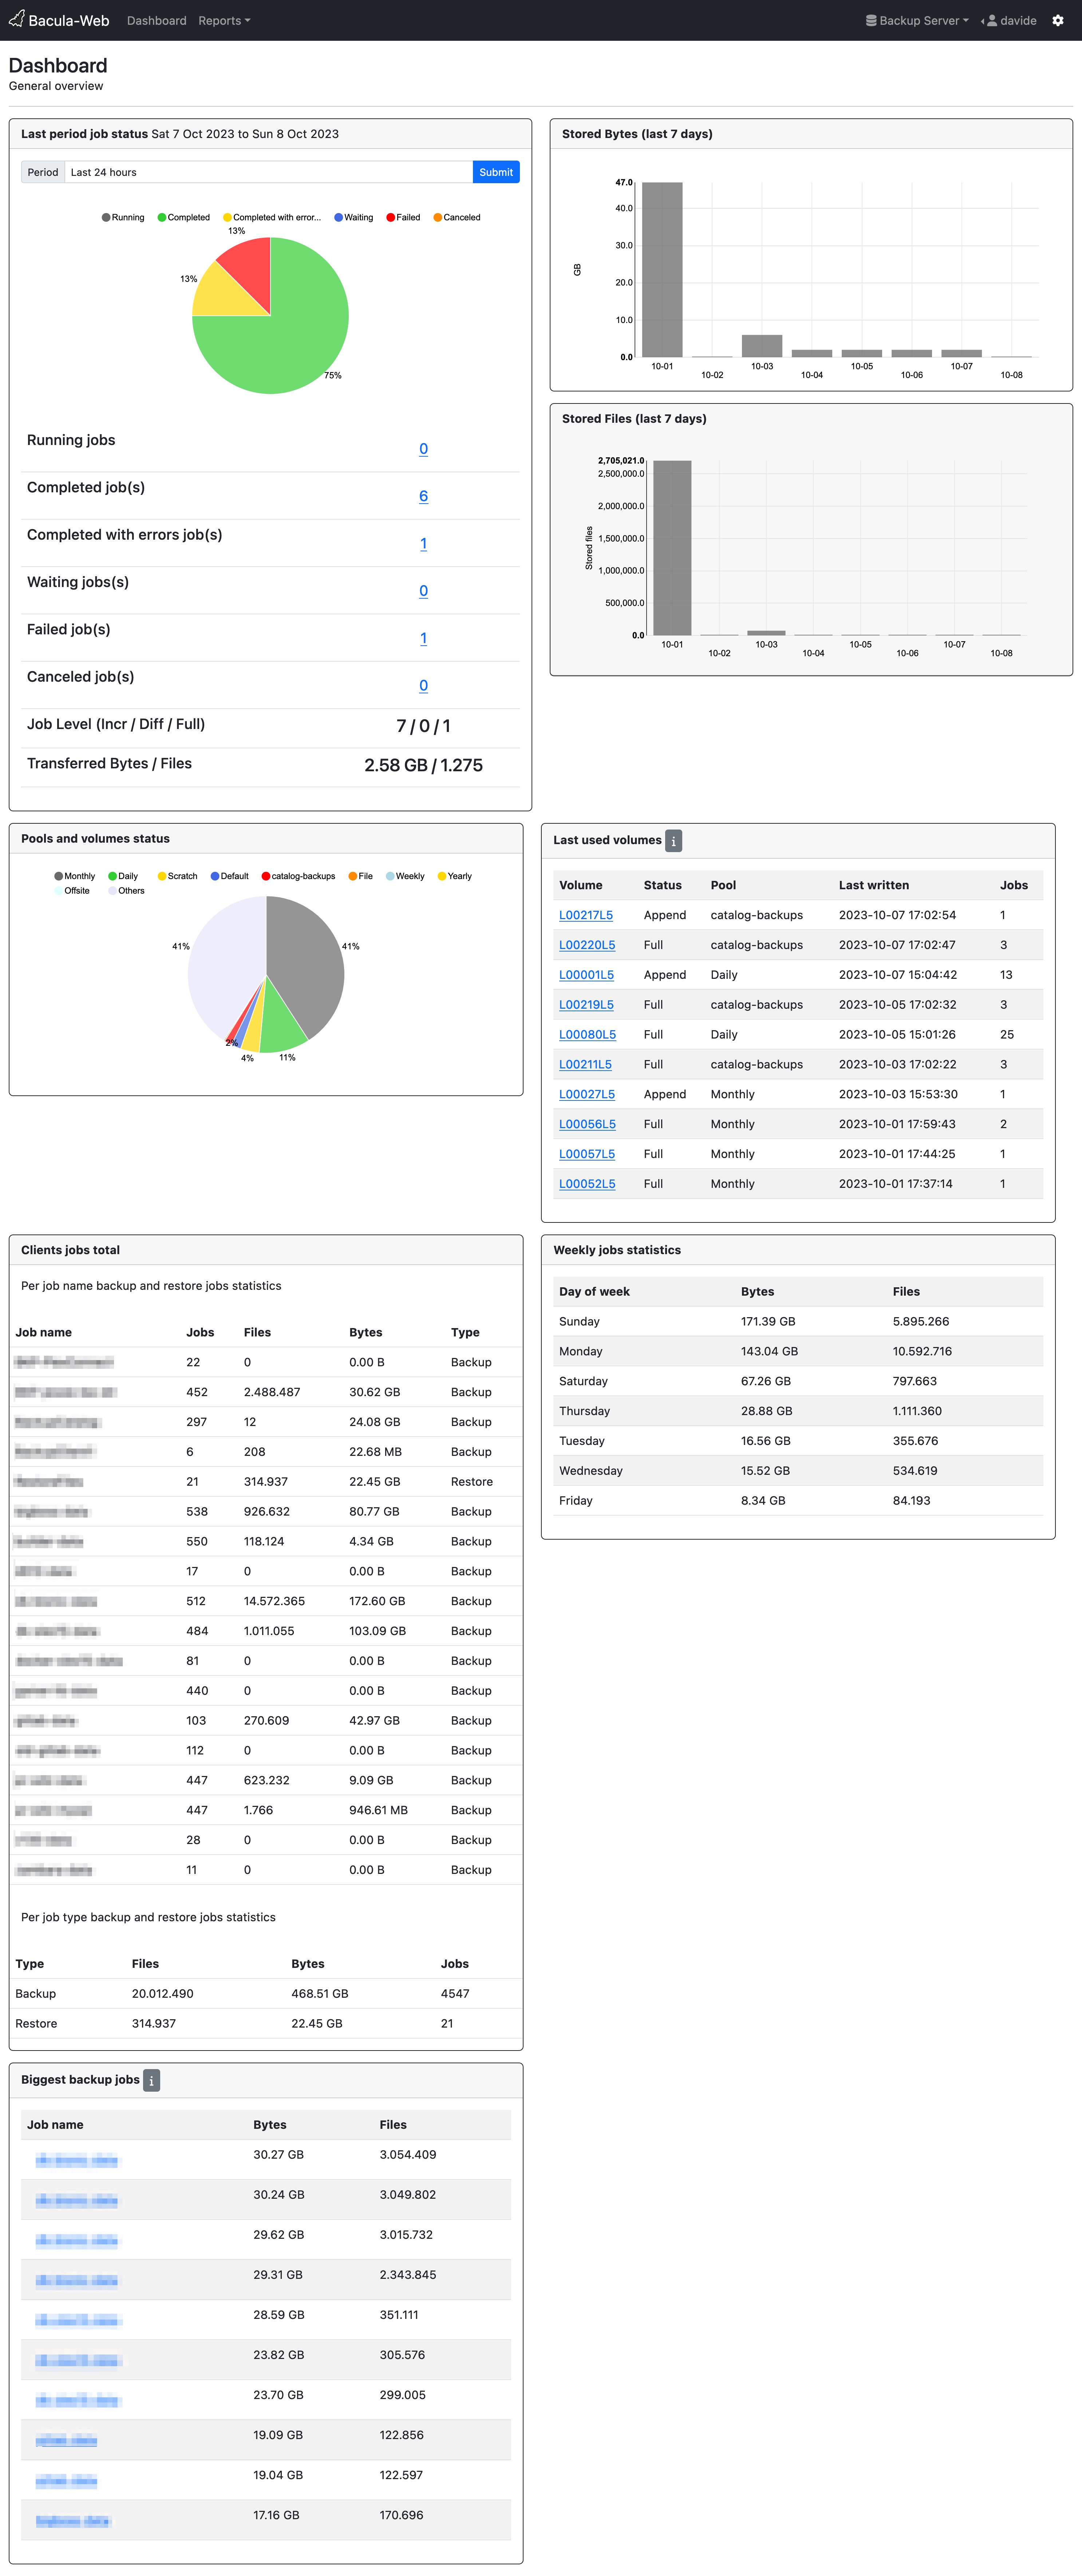 Bacula-Web Dashboard Reports Backup Server davide
Dashboard
General overview
Last period job status Sat 7 Oct 2023 to Sun 8 Oct 2023
Period Last 24 hours Submit
Running Completed Completed with error... Waiting Failed Canceled
13%
13%
75%
Running jobs 0
Completed job(s) 6
Completed with errors job(s) 1
Waiting jobs(s) 0
Failed job(s) 1
Canceled job(s) 0
Job Level (Incr / Diff / Full) 7 / 0 / 1
Transferred Bytes / Files 2.58 GB / 1.275
Stored Bytes (last 7 days)
47.0
40.0
30.0
GB
20.0
10.0
0.0
10-01 10-03 10-05 10-07
10-02 10-04 10-06 10-08
Stored Files (last 7 days)
2,705,021.0
2,500,000.0
2,000,000.0
Stored files
1,500,000.0
1,000,000.0
500,000.0
0.0
10-01 10-03 10-05 10-07
10-02 10-04 10-06 10-08
Pools and volumes status
Monthly Daily Scratch Default catalog-backups File Weekly Yearly
Offsite Others
41% 41%
2%
4% 11%
Last used volumes i
Volume Status Pool Last written Jobs
L00217L5 Append catalog-backups 2023-10-07 17:02:54 1
L00220L5 Full catalog-backups 2023-10-07 17:02:47 3
L00001L5 Append Daily 2023-10-07 15:04:42 13
L00219L5 Full catalog-backups 2023-10-05 17:02:32 3
L00080L5 Full Daily 2023-10-05 15:01:26 25
L00211L5 Full catalog-backups 2023-10-03 17:02:22 3
L00027L5 Append Monthly 2023-10-03 15:53:30 1
L00056L5 Full Monthly 2023-10-01 17:59:43 2
L00057L5 Full Monthly 2023-10-01 17:44:25 1
L00052L5 Full Monthly 2023-10-01 17:37:14 1
Clients jobs total
Per job name backup and restore jobs statistics
Job name Jobs Files Bytes Type
22 0 0.00 B Backup
452 2.488.487 30.62 GB Backup
297 12 24.08 GB Backup
6 208 22.68 MB Backup
21 314.937 22.45 GB Restore
538 926.632 80.77 GB Backup
550 118.124 4.34 GB Backup
17 0 0.00 B Backup
512 14.572.365 172.60 GB Backup
484 1.011.055 103.09 GB Backup
81 0 0.00 B Backup
440 0 0.00 B Backup
103 270.609 42.97 GB Backup
112 0 0.00 B Backup
447 623.232 9.09 GB Backup
447 1.766 946.61 MB Backup
28 0 0.00 B Backup
11 0 0.00 B Backup
Per job type backup and restore jobs statistics
Type Files Bytes Jobs
Backup 20.012.490 468.51 GB 4547
Restore 314.937 22.45 GB 21
Weekly jobs statistics
Day of week Bytes Files
Sunday 171.39 GB 5.895.266
Monday 143.04 GB 10.592.716
Saturday 67.26 GB 797.663
Thursday 28.88 GB 1.111.360
Tuesday 16.56 GB 355.676
Wednesday 15.52 GB 534.619
Friday 8.34 GB 84.193
Biggest backup jobs i
Job name Bytes Files
30.27 GB 3.054.409
30.24 GB 3.049.802
29.62 GB 3.015.732
29.31 GB 2.343.845
28.59 GB 351.111
23.82 GB 305.576
23.70 GB 299.005
19.09 GB 122.856
19.04 GB 122.597
17.16 GB 170.696